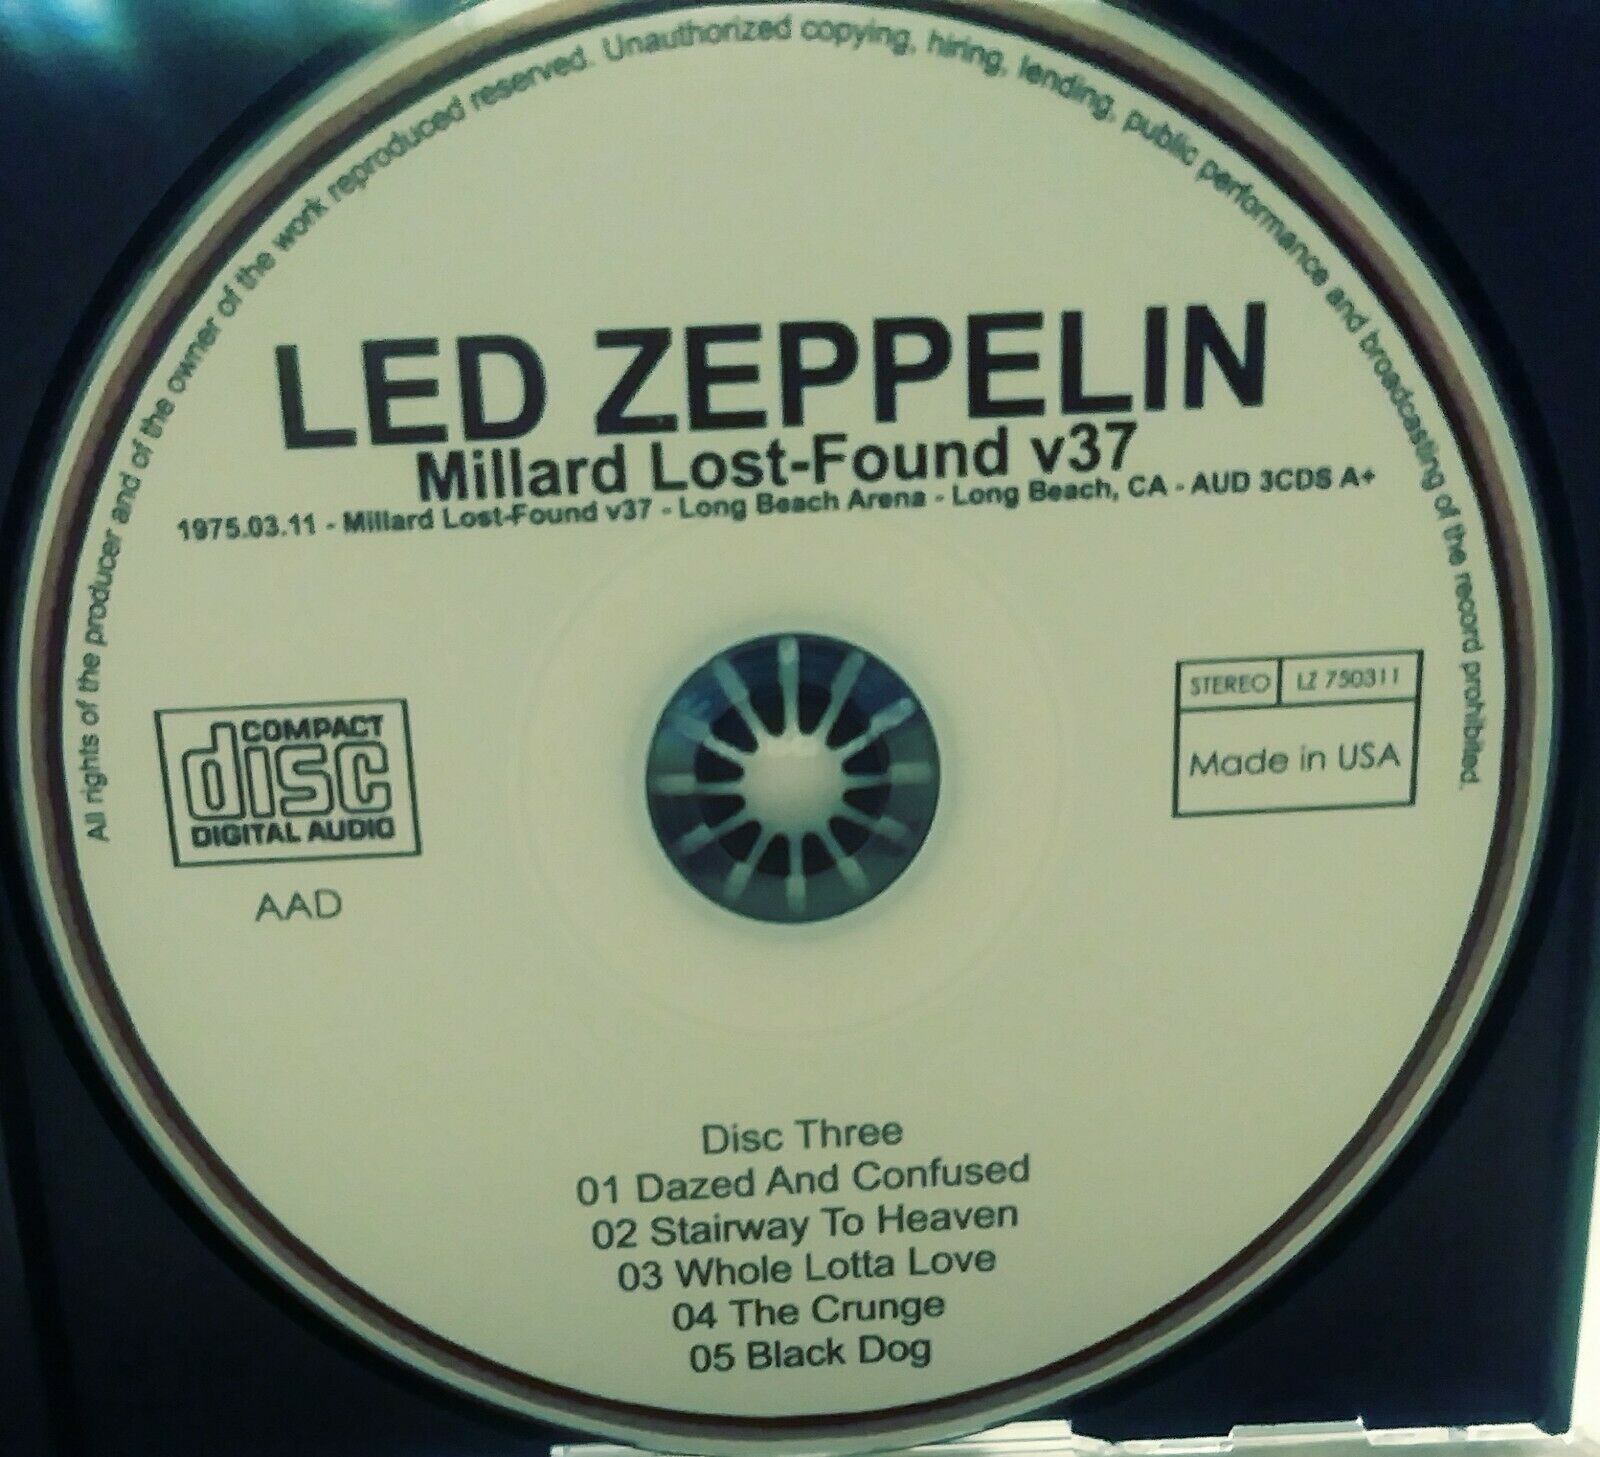 All rights of the producer and of the owner of the work reproduced reserved. Unauthorized copying, hiring, lending, public performance and broadcasting of the record prohibited.
LED ZEPPELIN
Millard Lost-Found v37
1975.03.11 - Millard Lost-Found v37 - Long Beach Arena - Long Beach, CA - AUD 3CDS A+
COMPACT
disc
DIGITAL AUDIO
AAD
STEREO LZ 750311
Made in USA
Disc Three
01 Dazed And Confused
02 Stairway To Heaven
03 Whole Lotta Love
04 The Crunge
05 Black Dog